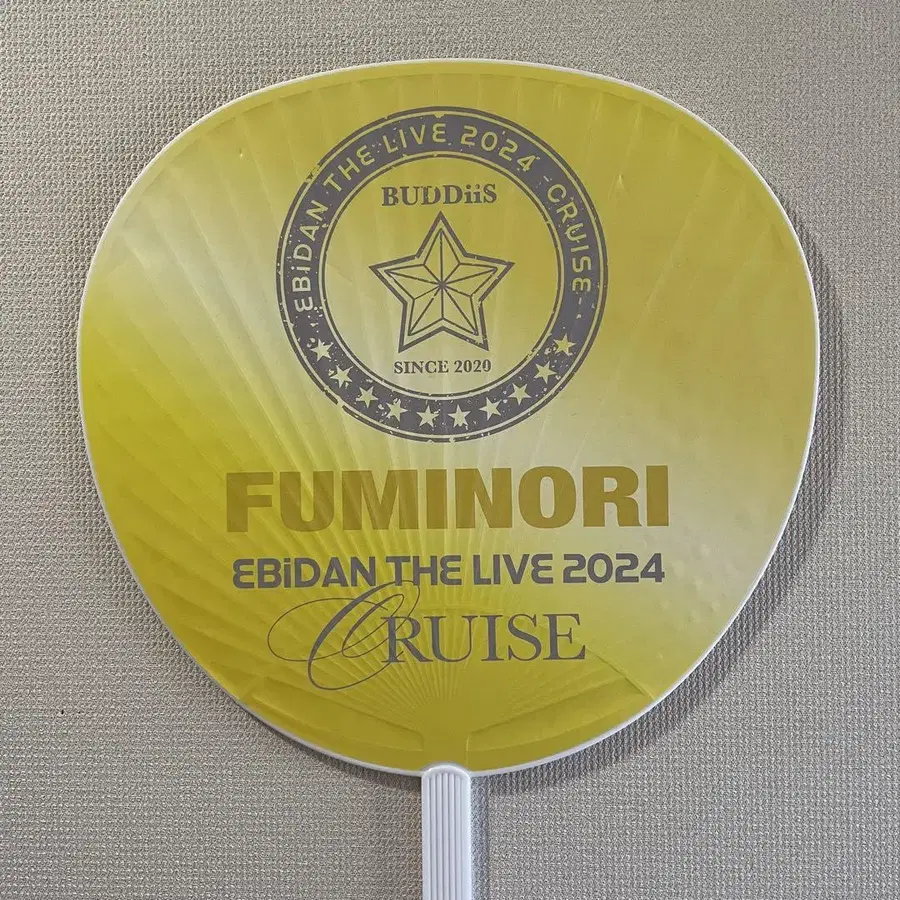 EBiDAN THE LIVE 2024 -CRUISE-
BUDDiiS
SINCE 2020
FUMINORI
EBiDAN THE LIVE 2024
CRUISE